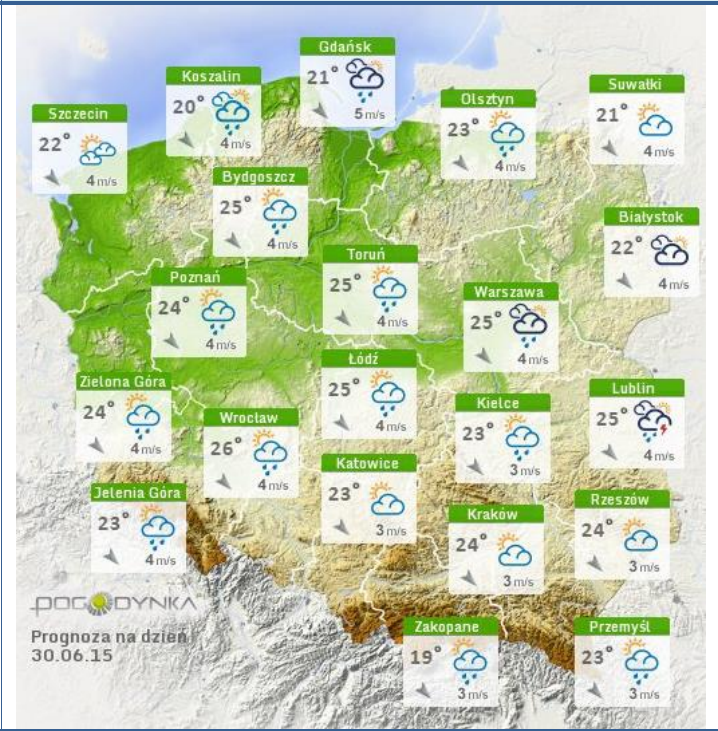 Gdańsk
21°
5 m/s
Koszalin
20°
4 m/s
Suwałki
21°
4 m/s
Olsztyn
23°
4 m/s
Szczecin
22°
4 m/s
Bydgoszcz
25°
4 m/s
Białystok
22°
4 m/s
Toruń
25°
4 m/s
Poznań
24°
4 m/s
Warszawa
25°
4 m/s
Łódź
25°
4 m/s
Zielona Góra
24°
4 m/s
Lublin
25°
4 m/s
Kielce
23°
3 m/s
Wrocław
26°
4 m/s
Katowice
23°
3 m/s
Jelenia Góra
23°
4 m/s
Rzeszów
24°
3 m/s
Kraków
24°
3 m/s
POGODYNKA
Prognoza na dzień
30.06.15
Zakopane
19°
3 m/s
Przemyśl
23°
3 m/s